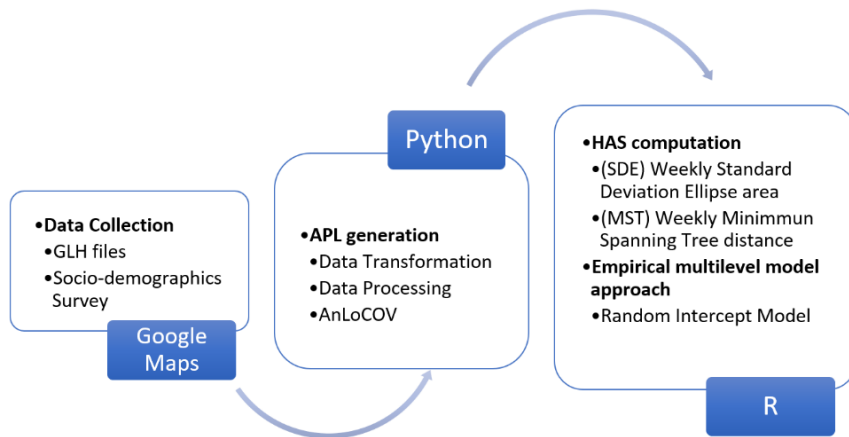 •Data Collection
•GLH files
•Socio-demographics
Survey
Google
Maps
Python
•APL generation
•Data Transformation
•Data Processing
•AnLoCOV
•HAS computation
•(SDE) Weekly Standard
Deviation Ellipse area
•(MST) Weekly Minimmun
Spanning Tree distance
•Empirical multilevel model
approach
•Random Intercept Model
R